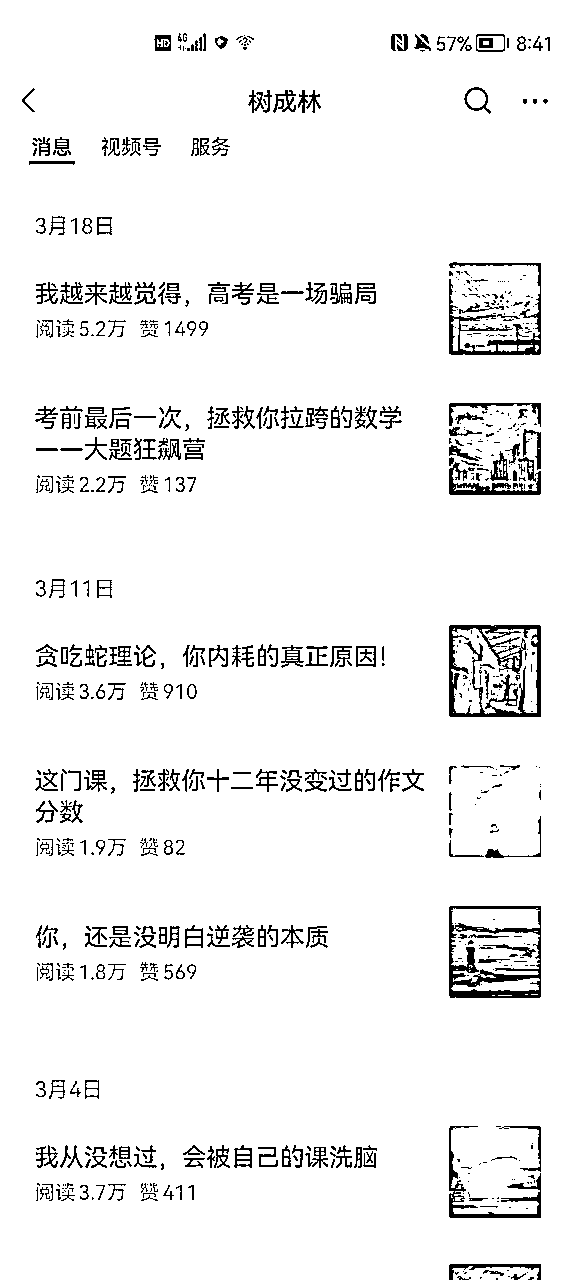 HD 4G 57% 8:41
树成林
消息 视频号 服务
3月18日
我越来越觉得，高考是一场骗局
阅读5.2万 赞1499
考前最后一次，拯救你拉跨的数学
——大题狂飙营
阅读2.2万 赞137
3月11日
贪吃蛇理论，你内耗的真正原因！
阅读3.6万 赞910
这门课，拯救你十二年没变过的作文
分数
阅读1.9万 赞82
你，还是没明白逆袭的本质
阅读1.8万 赞569
3月4日
我从没想过，会被自己的课洗脑
阅读3.7万 赞411